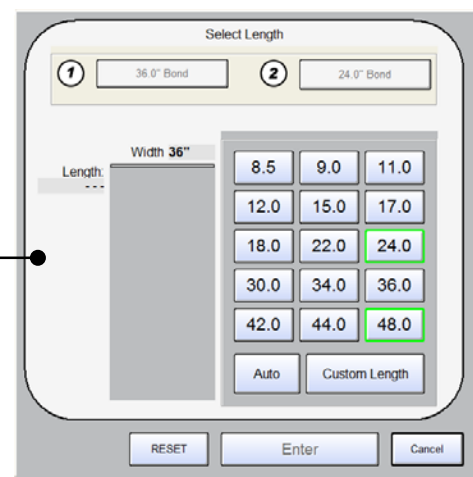 Select Length
1 36.0" Bond 2 24.0" Bond
Width 36"
Length:
---
8.5 9.0 11.0
12.0 15.0 17.0
18.0 22.0 24.0
30.0 34.0 36.0
42.0 44.0 48.0
Auto Custom Length
RESET Enter Cancel